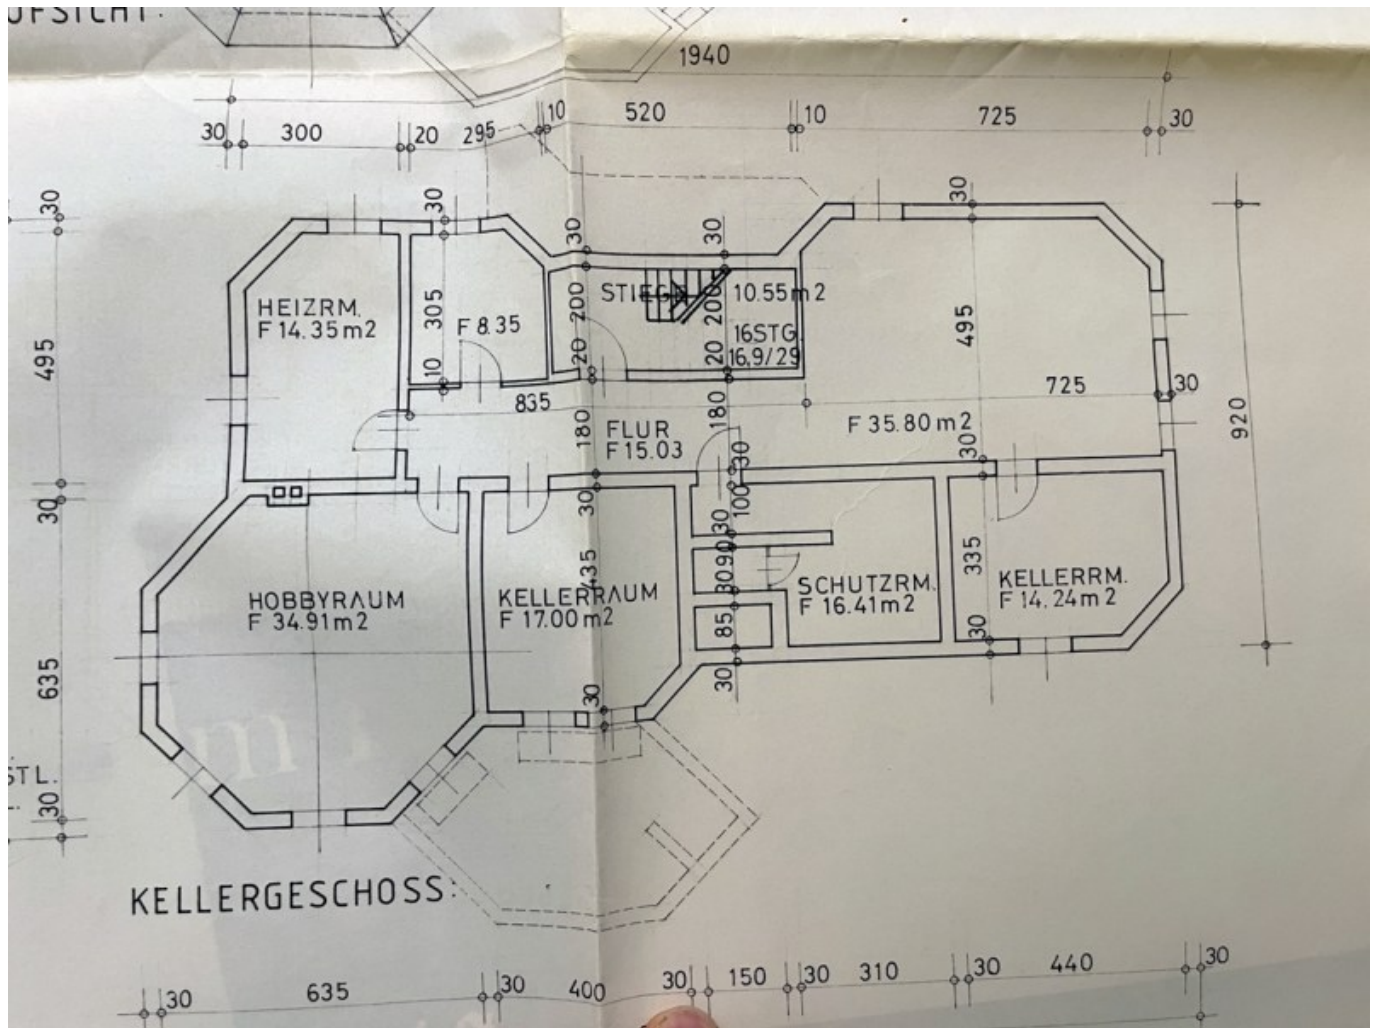 UFSICHT:
1940
30 300 20 295 10 520 10 725 30
30
30
30
30
30
HEIZRM.
F 14.35 m2
305
F 8.35
10
STIEGE 10.55 m2
200
200
16STG
16,9/29
20
20
495
495
725
30
835
180
180
FLUR
F 15.03
F 35.80 m2
920
30
30
30
30
100
30
90
30
85
30
435
335
HOBBYRAUM
F 34.91 m2
KELLERRAUM
F 17.00 m2
SCHUTZRM.
F 16.41 m2
KELLERRM.
F 14.24 m2
30
30
635
STL.
30
KELLERGESCHOSS:
30 635 30 400 30 150 30 310 30 440 30